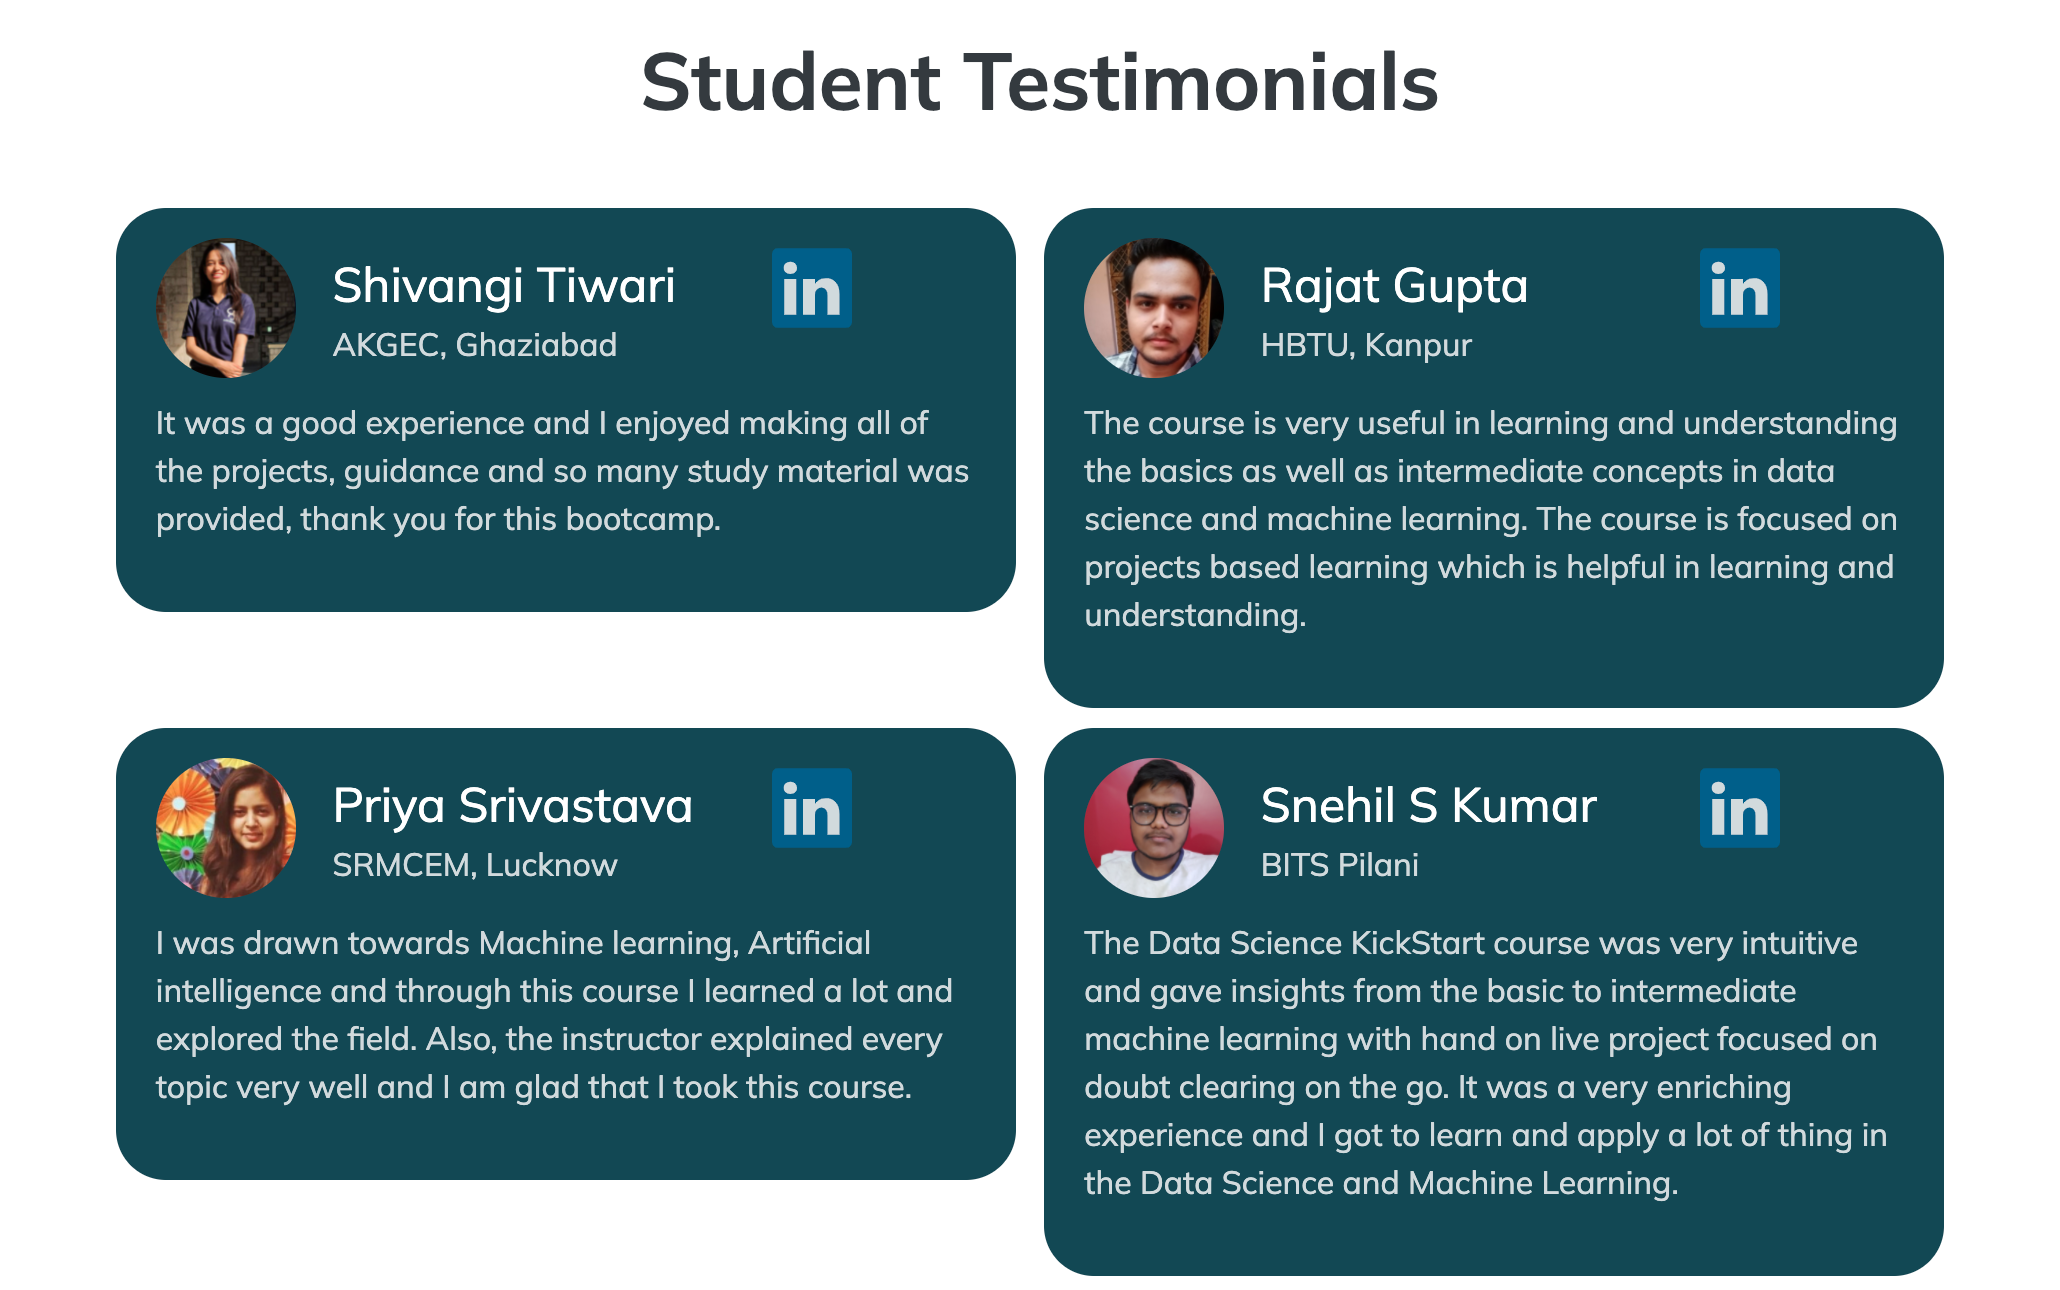 Student Testimonials
Shivangi Tiwari
in
AKGEC, Ghaziabad
It was a good experience and I enjoyed making all of
the projects, guidance and so many study material was
provided, thank you for this bootcamp.
Rajat Gupta
in
HBTU, Kanpur
The course is very useful in learning and understanding
the basics as well as intermediate concepts in data
science and machine learning. The course is focused on
projects based learning which is helpful in learning and
understanding.
Priya Srivastava
in
SRMCEM, Lucknow
I was drawn towards Machine learning, Artificial
intelligence and through this course I learned a lot and
explored the field. Also, the instructor explained every
topic very well and I am glad that I took this course.
Snehil S Kumar
in
BITS Pilani
The Data Science KickStart course was very intuitive
and gave insights from the basic to intermediate
machine learning with hand on live project focused on
doubt clearing on the go. It was a very enriching
experience and I got to learn and apply a lot of thing in
the Data Science and Machine Learning.